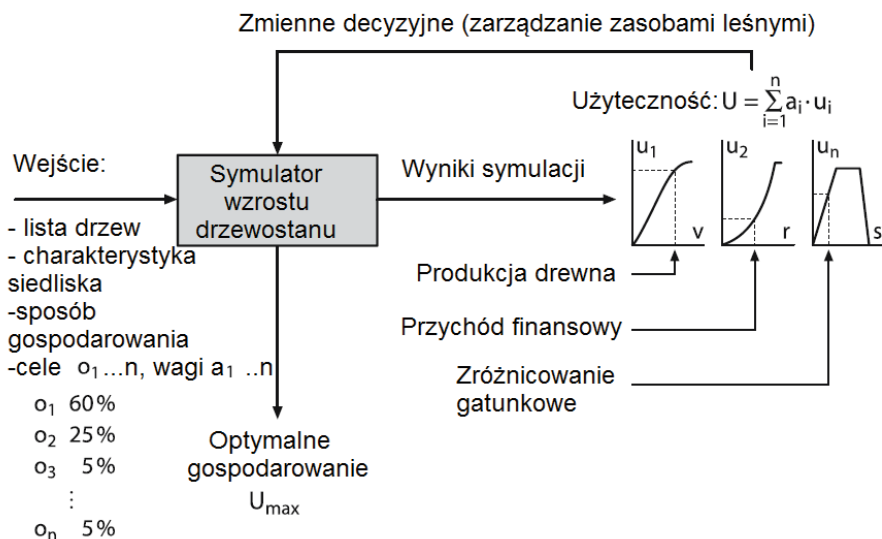 Zmienne decyzyjne (zarządzanie zasobami leśnymi)
Użyteczność: U = n∑i=1 ai · ui
Wejście:
Symulator
wzrostu
drzewostanu
Wyniki symulacji
u1
u2
un
v
r
s
- lista drzew
- charakterystyka
siedliska
-sposób
gospodarowania
-cele o1 ...n, wagi a1 ..n
o1 60%
o2 25%
o3 5%
⋮
on 5%
Produkcja drewna
Przychód finansowy
Zróżnicowanie
gatunkowe
Optymalne
gospodarowanie
Umax